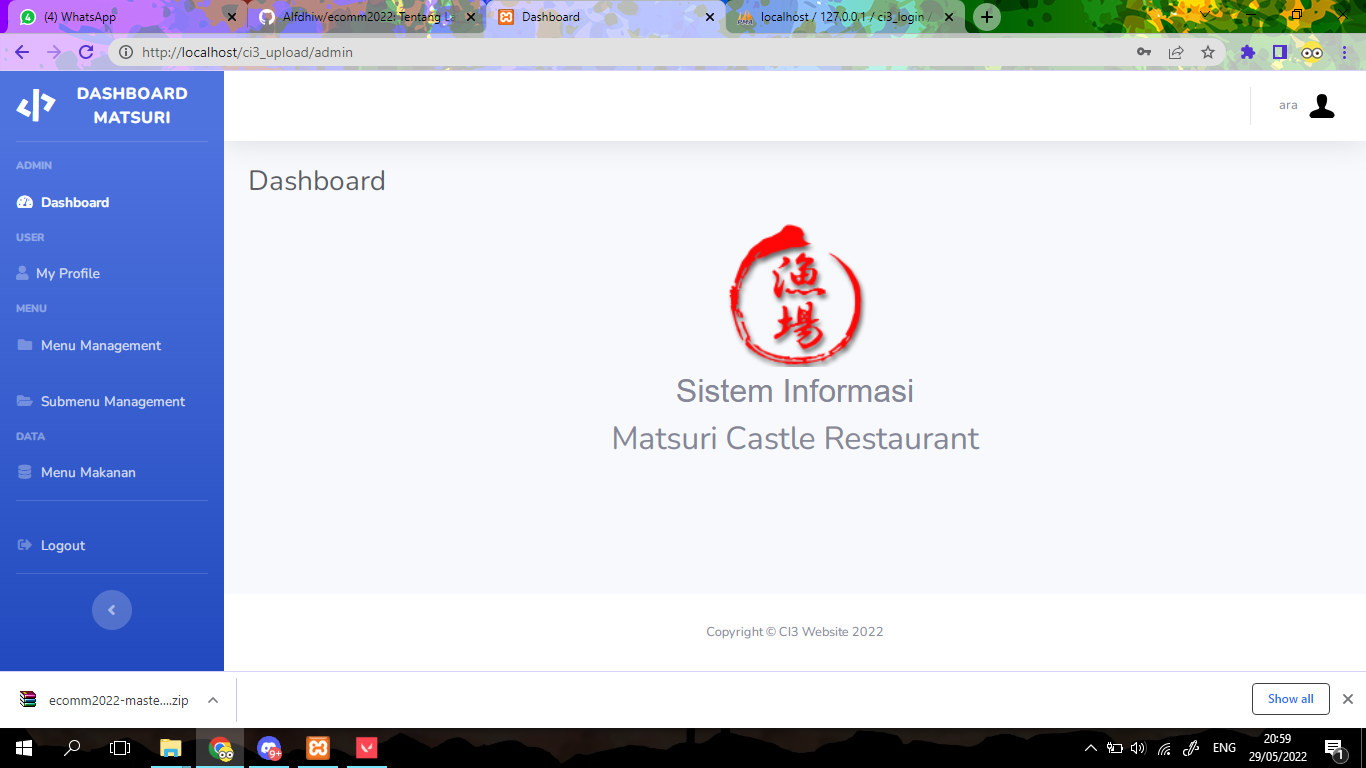 (4) WhatsApp
Alfdhiw/ecomm2022: Tentang La
Dashboard
localhost / 127.0.0.1 / ci3_login /
http://localhost/ci3_upload/admin
DASHBOARD
MATSURI
ara
ADMIN
Dashboard
USER
My Profile
MENU
Menu Management
Submenu Management
DATA
Menu Makanan
Logout
Dashboard
漁
場
Sistem Informasi
Matsuri Castle Restaurant
Copyright © CI3 Website 2022
ecomm2022-maste....zip
Show all
9+
ENG
20:59
29/05/2022
1